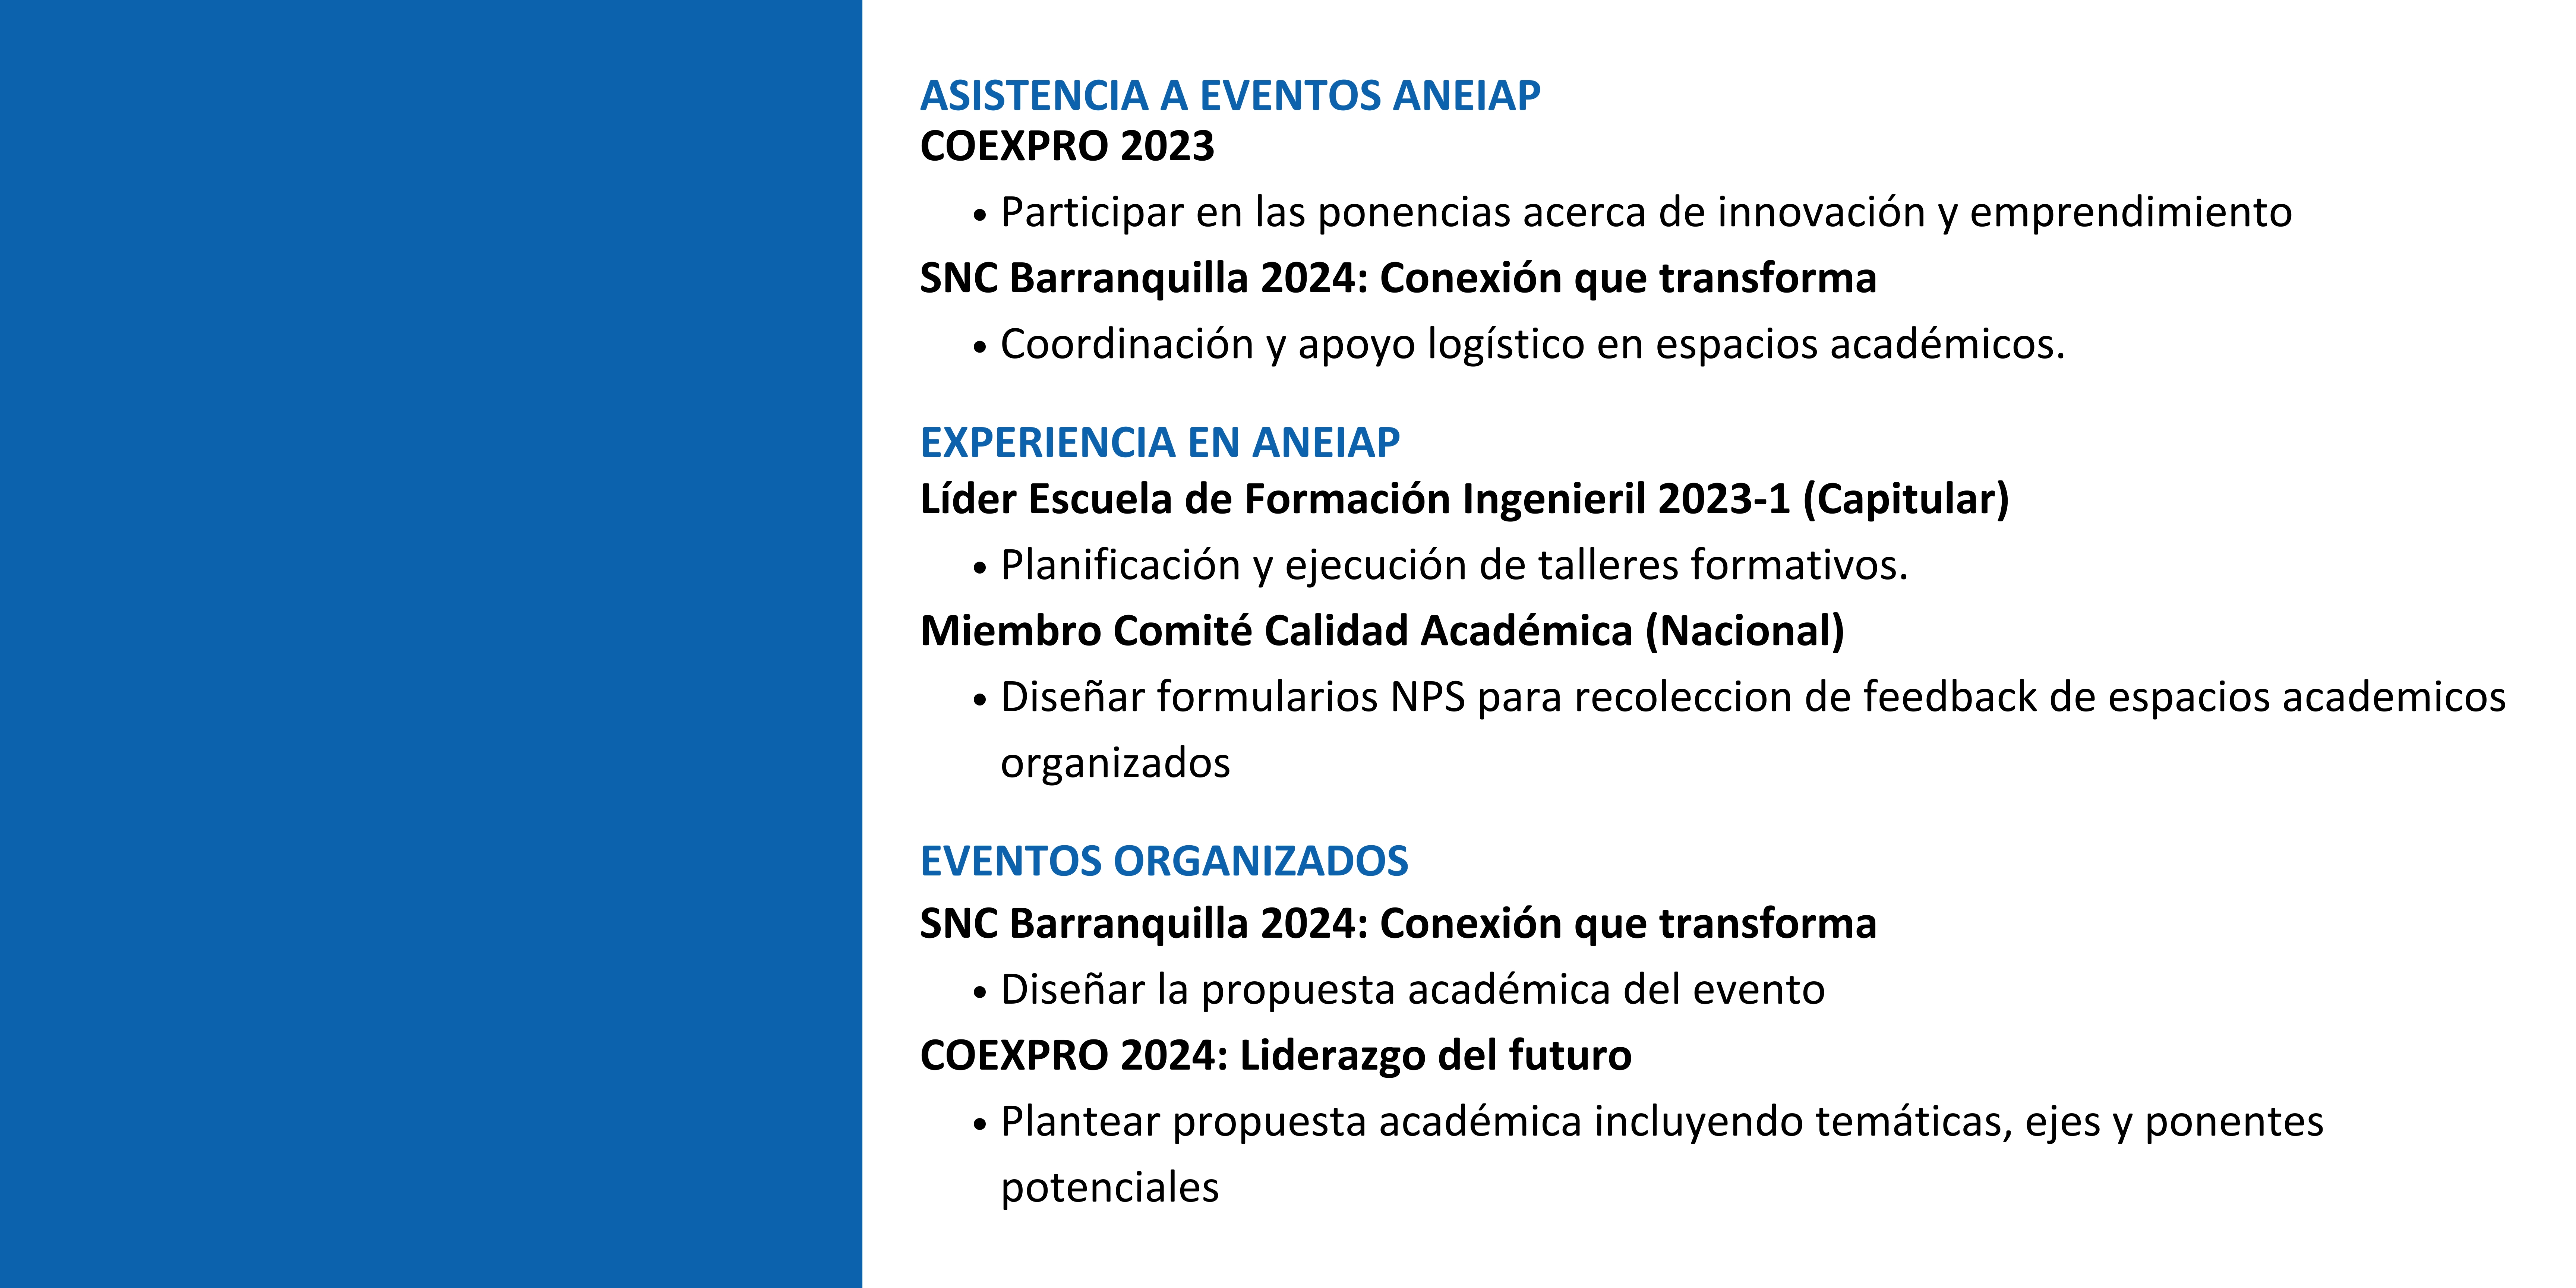 ASISTENCIA A EVENTOS ANEIAP
COEXPRO 2023
• Participar en las ponencias acerca de innovación y emprendimiento
SNC Barranquilla 2024: Conexión que transforma
• Coordinación y apoyo logístico en espacios académicos.
EXPERIENCIA EN ANEIAP
Líder Escuela de Formación Ingenieril 2023-1 (Capitular)
• Planificación y ejecución de talleres formativos.
Miembro Comité Calidad Académica (Nacional)
• Diseñar formularios NPS para recoleccion de feedback de espacios academicos
organizados
EVENTOS ORGANIZADOS
SNC Barranquilla 2024: Conexión que transforma
• Diseñar la propuesta académica del evento
COEXPRO 2024: Liderazgo del futuro
• Plantear propuesta académica incluyendo temáticas, ejes y ponentes
potenciales